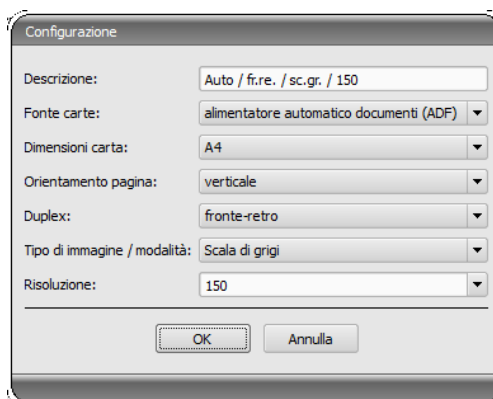 Configurazione
Descrizione: Auto / fr.re. / sc.gr. / 150
Fonte carte: alimentatore automatico documenti (ADF)
Dimensioni carta: A4
Orientamento pagina: verticale
Duplex: fronte-retro
Tipo di immagine / modalità: Scala di grigi
Risoluzione: 150
OK Annulla